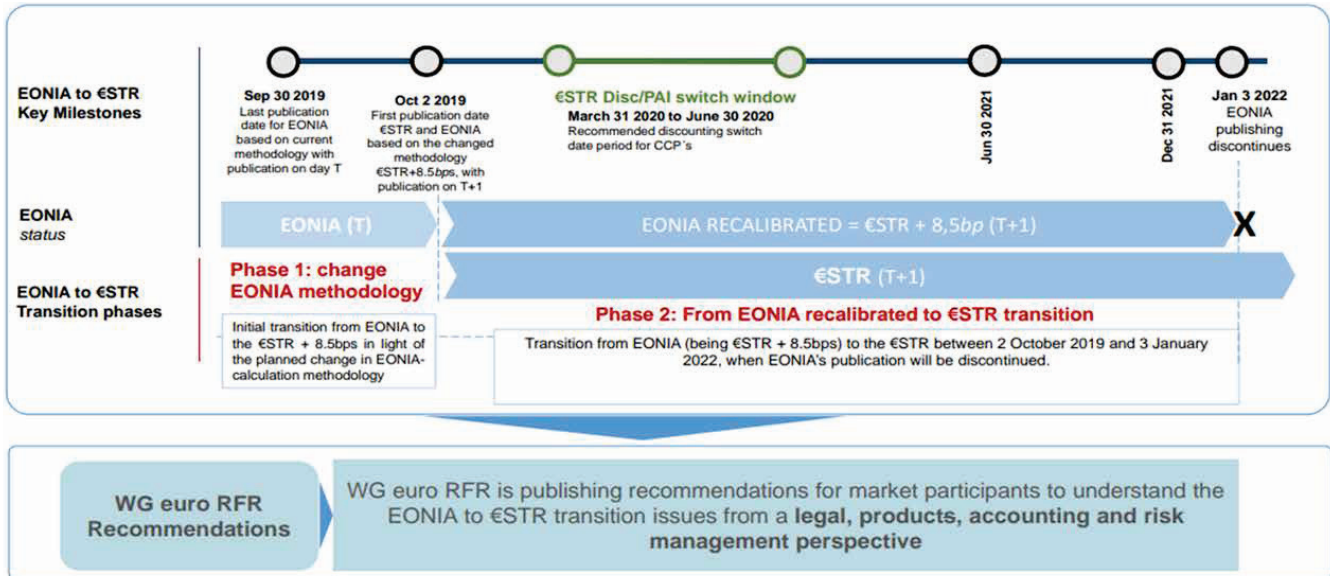 EONIA to €STR
Key Milestones
Sep 30 2019
Last publication
date for EONIA
based on current
methodology with
publication on day T
Oct 2 2019
First publication date
€STR and EONIA
based on the changed
methodology
€STR+8.5bps, with
publication on T+1
€STR Disc/PAI switch window
March 31 2020 to June 30 2020
Recommended discounting switch
date period for CCP´s
Jun 30 2021
Dec 31 2021
Jan 3 2022
EONIA
publishing
discontinues
EONIA
status
EONIA (T)
EONIA RECALIBRATED = €STR + 8,5bp (T+1)
X
EONIA to €STR
Transition phases
Phase 1: change
EONIA methodology
€STR (T+1)
Initial transition from EONIA to
the €STR + 8.5bps in light of
the planned change in EONIA-
calculation methodology
Phase 2: From EONIA recalibrated to €STR transition
Transition from EONIA (being €STR + 8.5bps) to the €STR between 2 October 2019 and 3 January
2022, when EONIA's publication will be discontinued.
WG euro RFR
Recommendations
WG euro RFR is publishing recommendations for market participants to understand the
EONIA to €STR transition issues from a legal, products, accounting and risk
management perspective